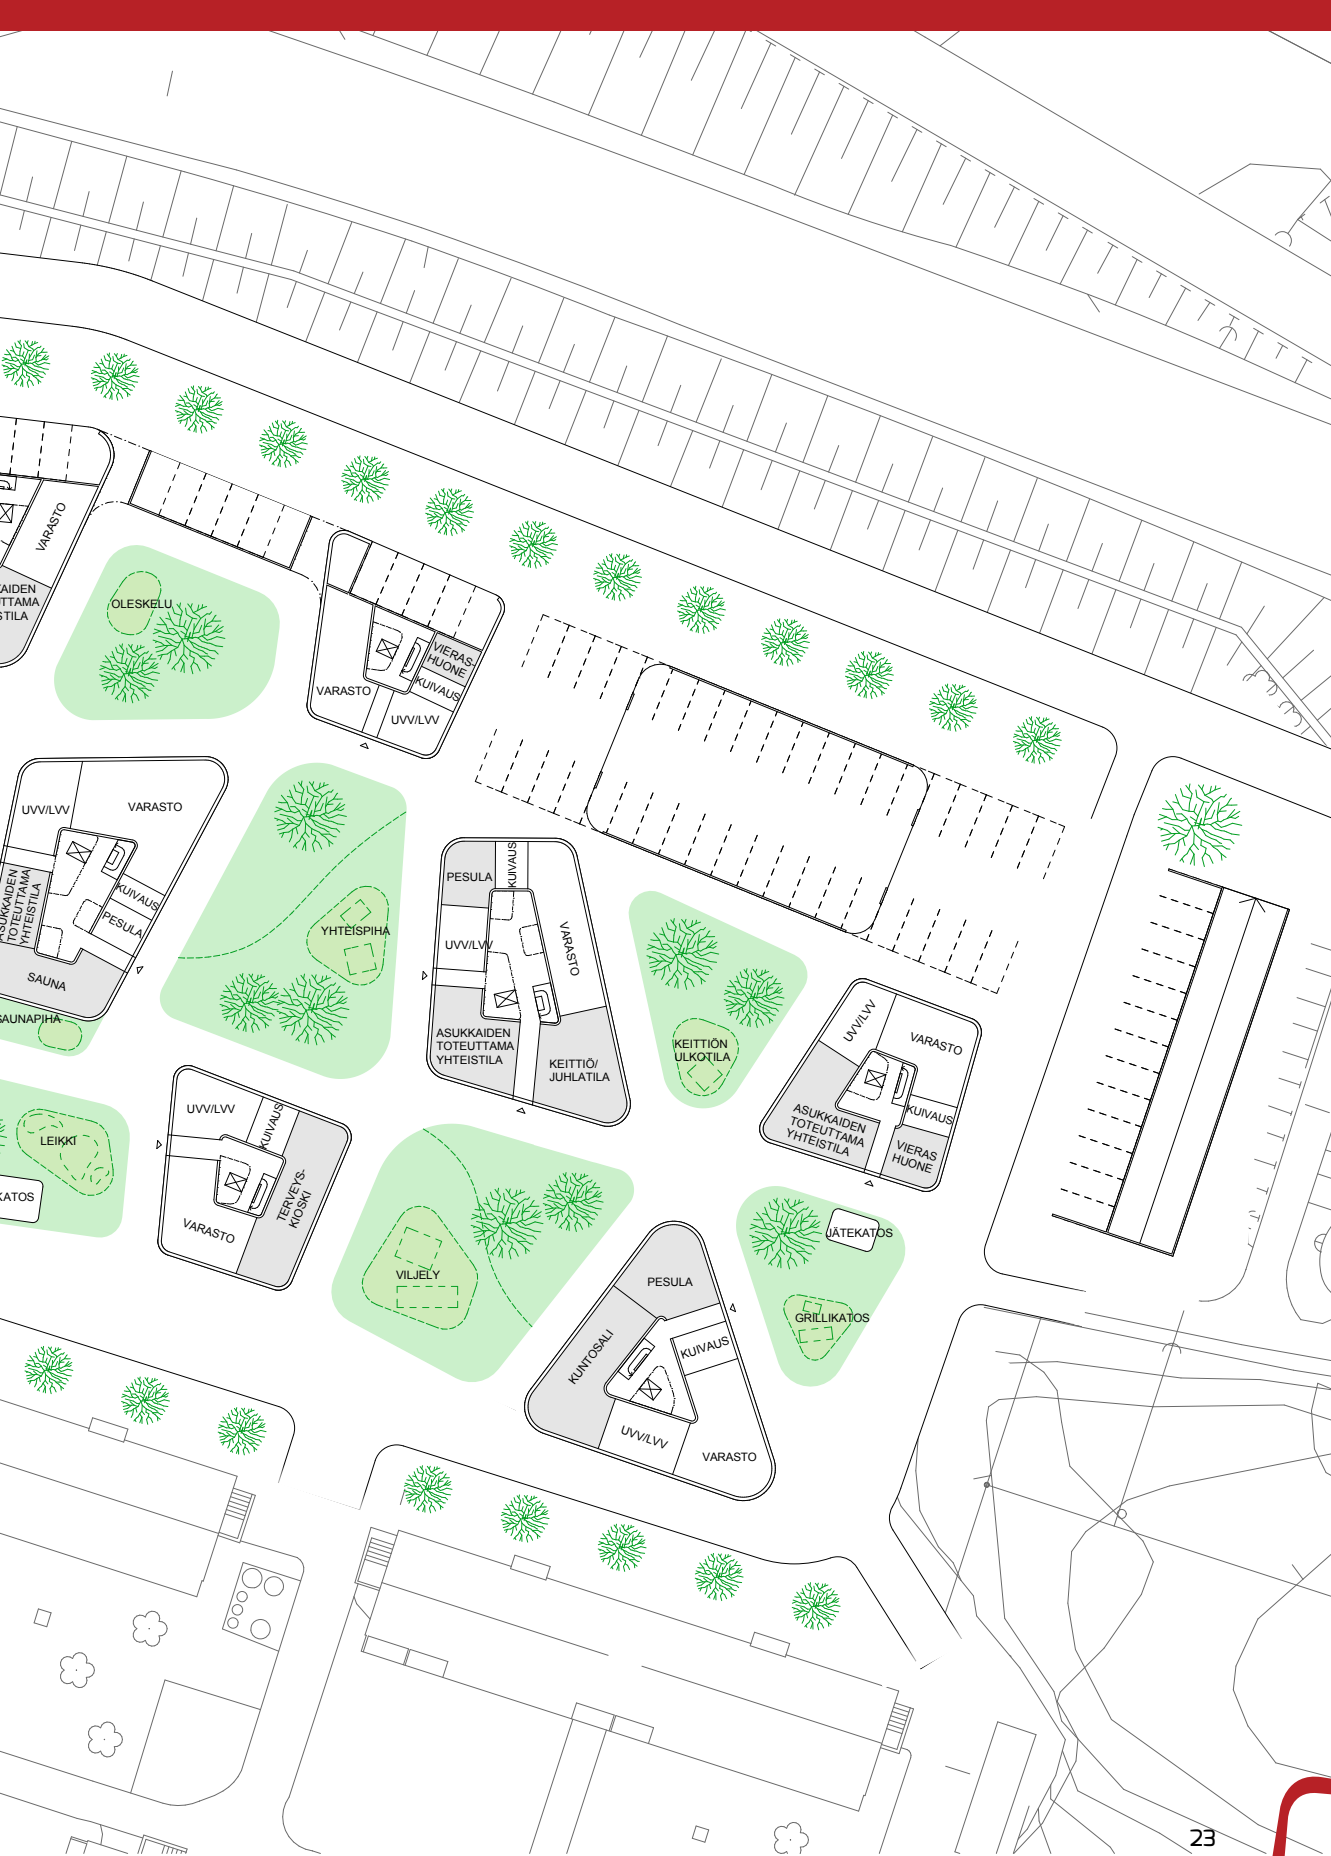 VARASTO
KAIDEN
TTAMA
STILA
OLESKELU
VIERAS-
HUONE
KUIVAUS
VARASTO
UVV/LVV
UVV/LVV
VARASTO
KUIVAUS
PESULA
ASUKKAIDEN
TOTEUTTAMA
YHTEISTILA
SAUNA
SAUNAPIHA
YHTEISPIHA
PESULA
KUIVAUS
UVV/LVV
VARASTO
ASUKKAIDEN
TOTEUTTAMA
YHTEISTILA
KEITTIÖ/
JUHLATILA
KEITTIÖN
ULKOTILA
UVV/LVV
VARASTO
KUIVAUS
ASUKKAIDEN
TOTEUTTAMA
YHTEISTILA
VIERAS
HUONE
LEIKKI
KATOS
UVV/LVV
KUIVAUS
TERVEYS-
KIOSKI
VARASTO
VILJELY
JÄTEKATOS
GRILLIKATOS
PESULA
KUNTOSALI
KUIVAUS
UVV/LVV
VARASTO
23